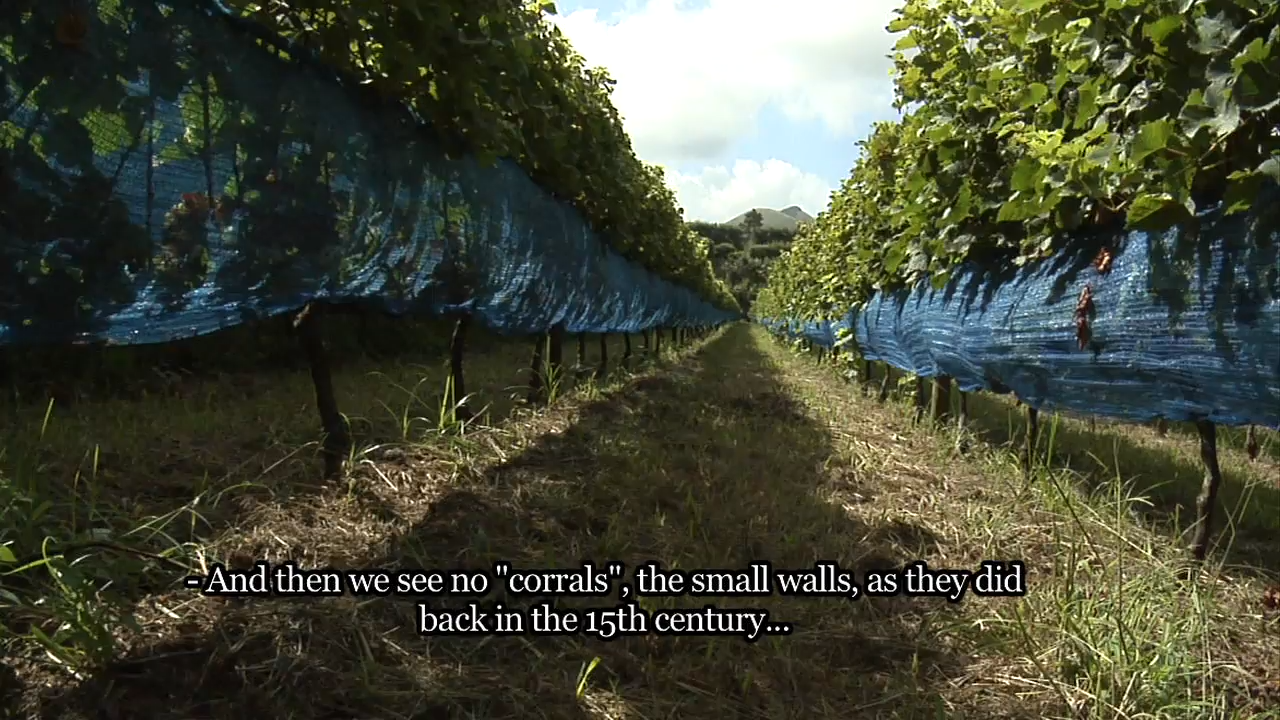 - And then we see no "corrals", the small walls, as they did
back in the 15th century...